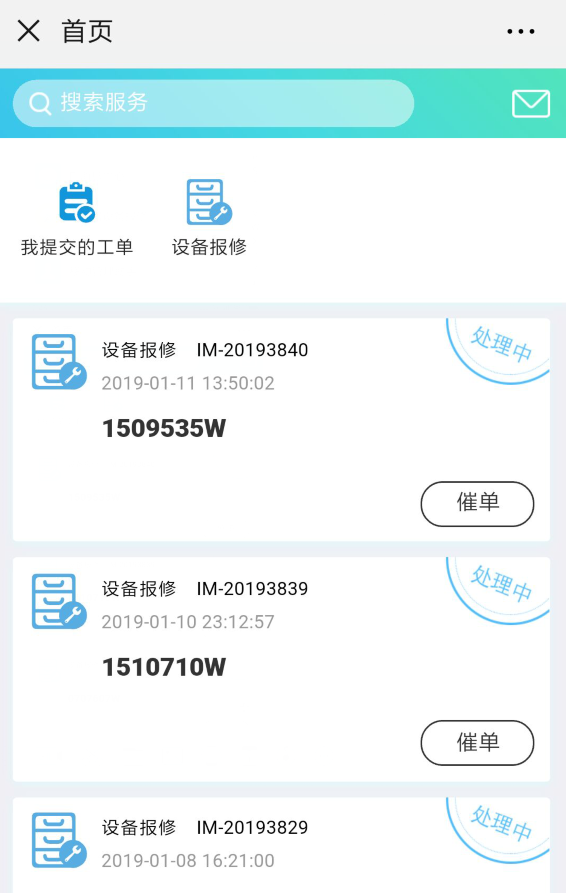 首页
搜索服务
我提交的工单 设备报修
设备报修 IM-20193840
处理中
2019-01-11 13:50:02
1509535W
催单
设备报修 IM-20193839
处理中
2019-01-10 23:12:57
1510710W
催单
设备报修 IM-20193829
处理中
2019-01-08 16:21:00